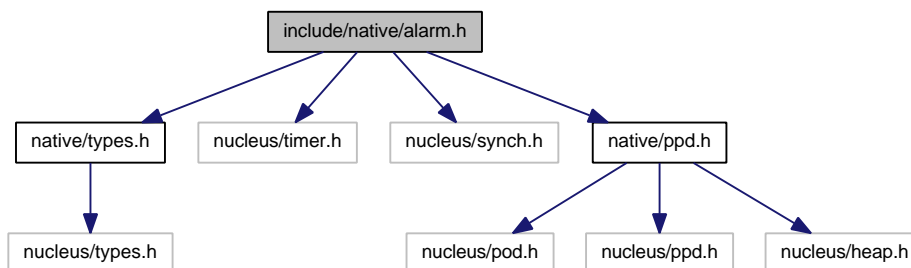 include/native/alarm.h
native/types.h
nucleus/timer.h
nucleus/synch.h
native/ppd.h
nucleus/types.h
nucleus/pod.h
nucleus/ppd.h
nucleus/heap.h